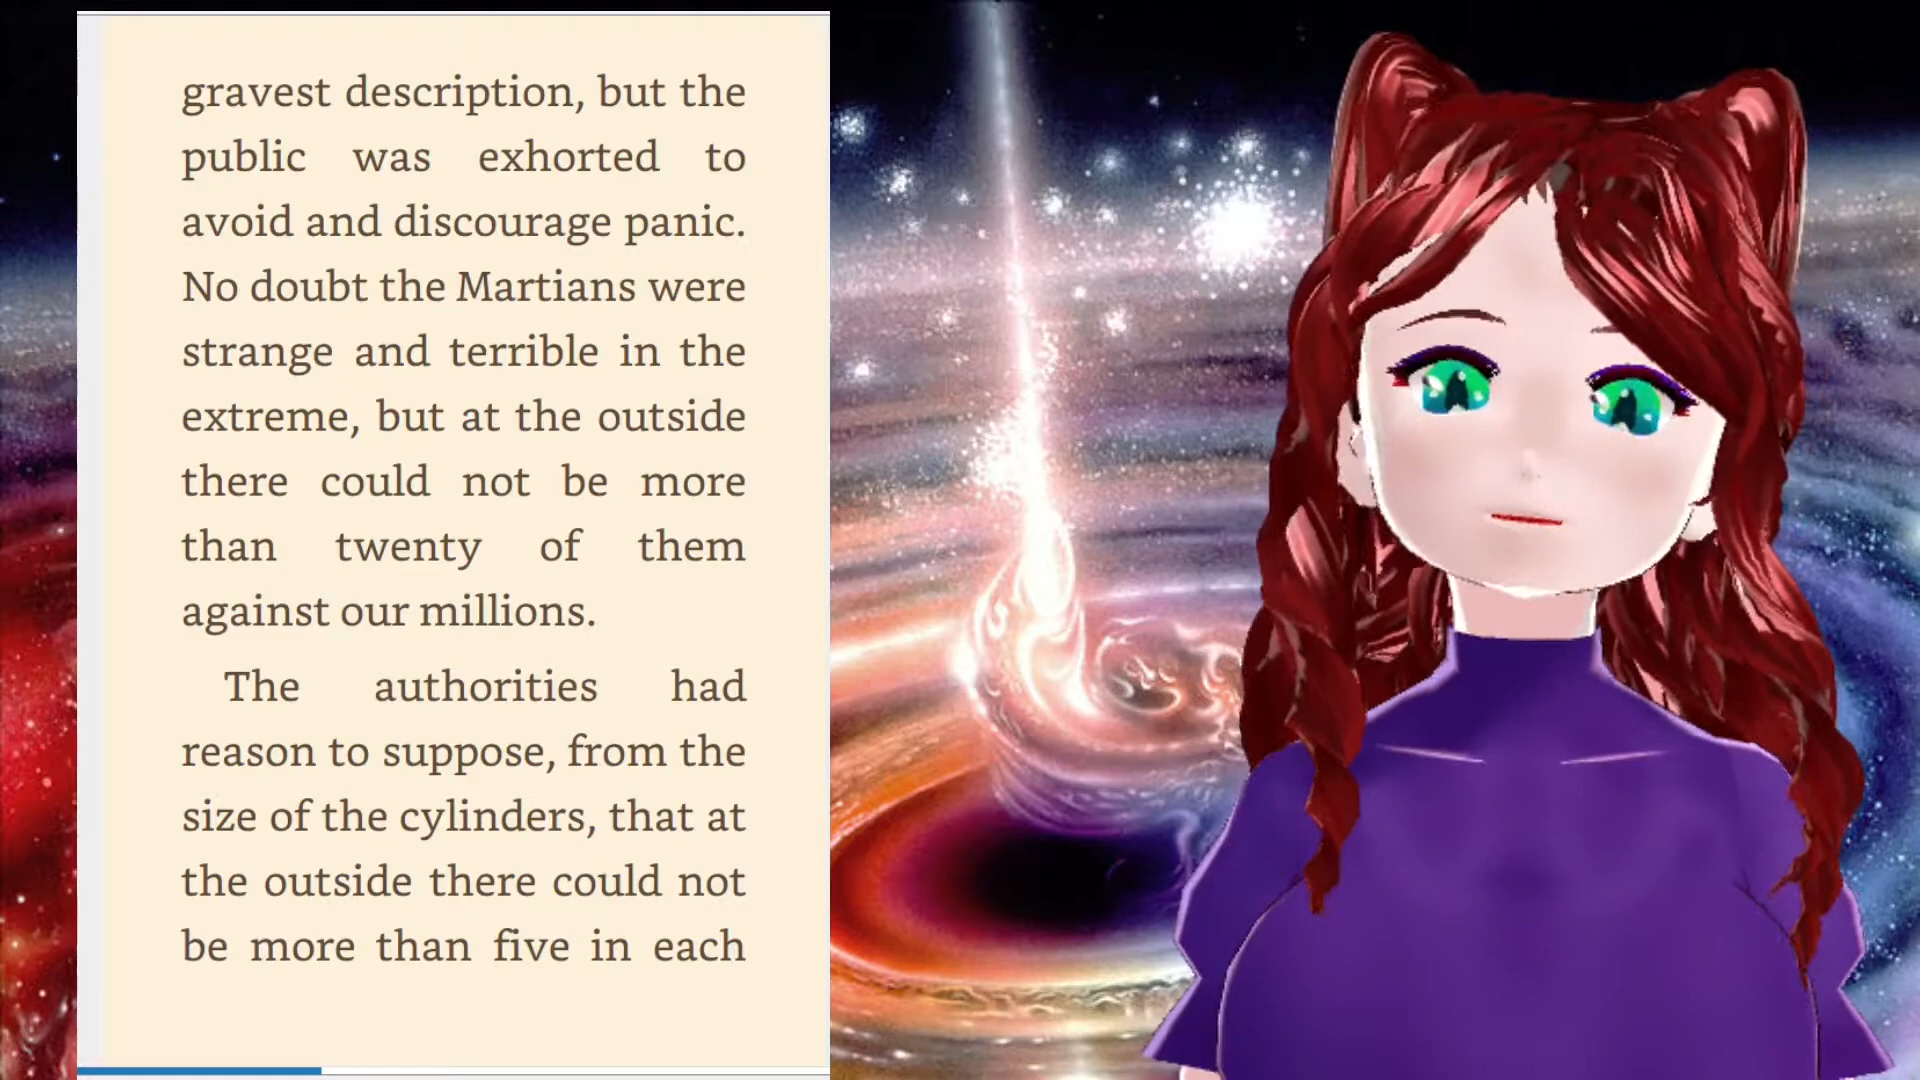 gravest description, but the
public was exhorted to
avoid and discourage panic.
No doubt the Martians were
strange and terrible in the
extreme, but at the outside
there could not be more
than twenty of them
against our millions.
The authorities had
reason to suppose, from the
size of the cylinders, that at
the outside there could not
be more than five in each